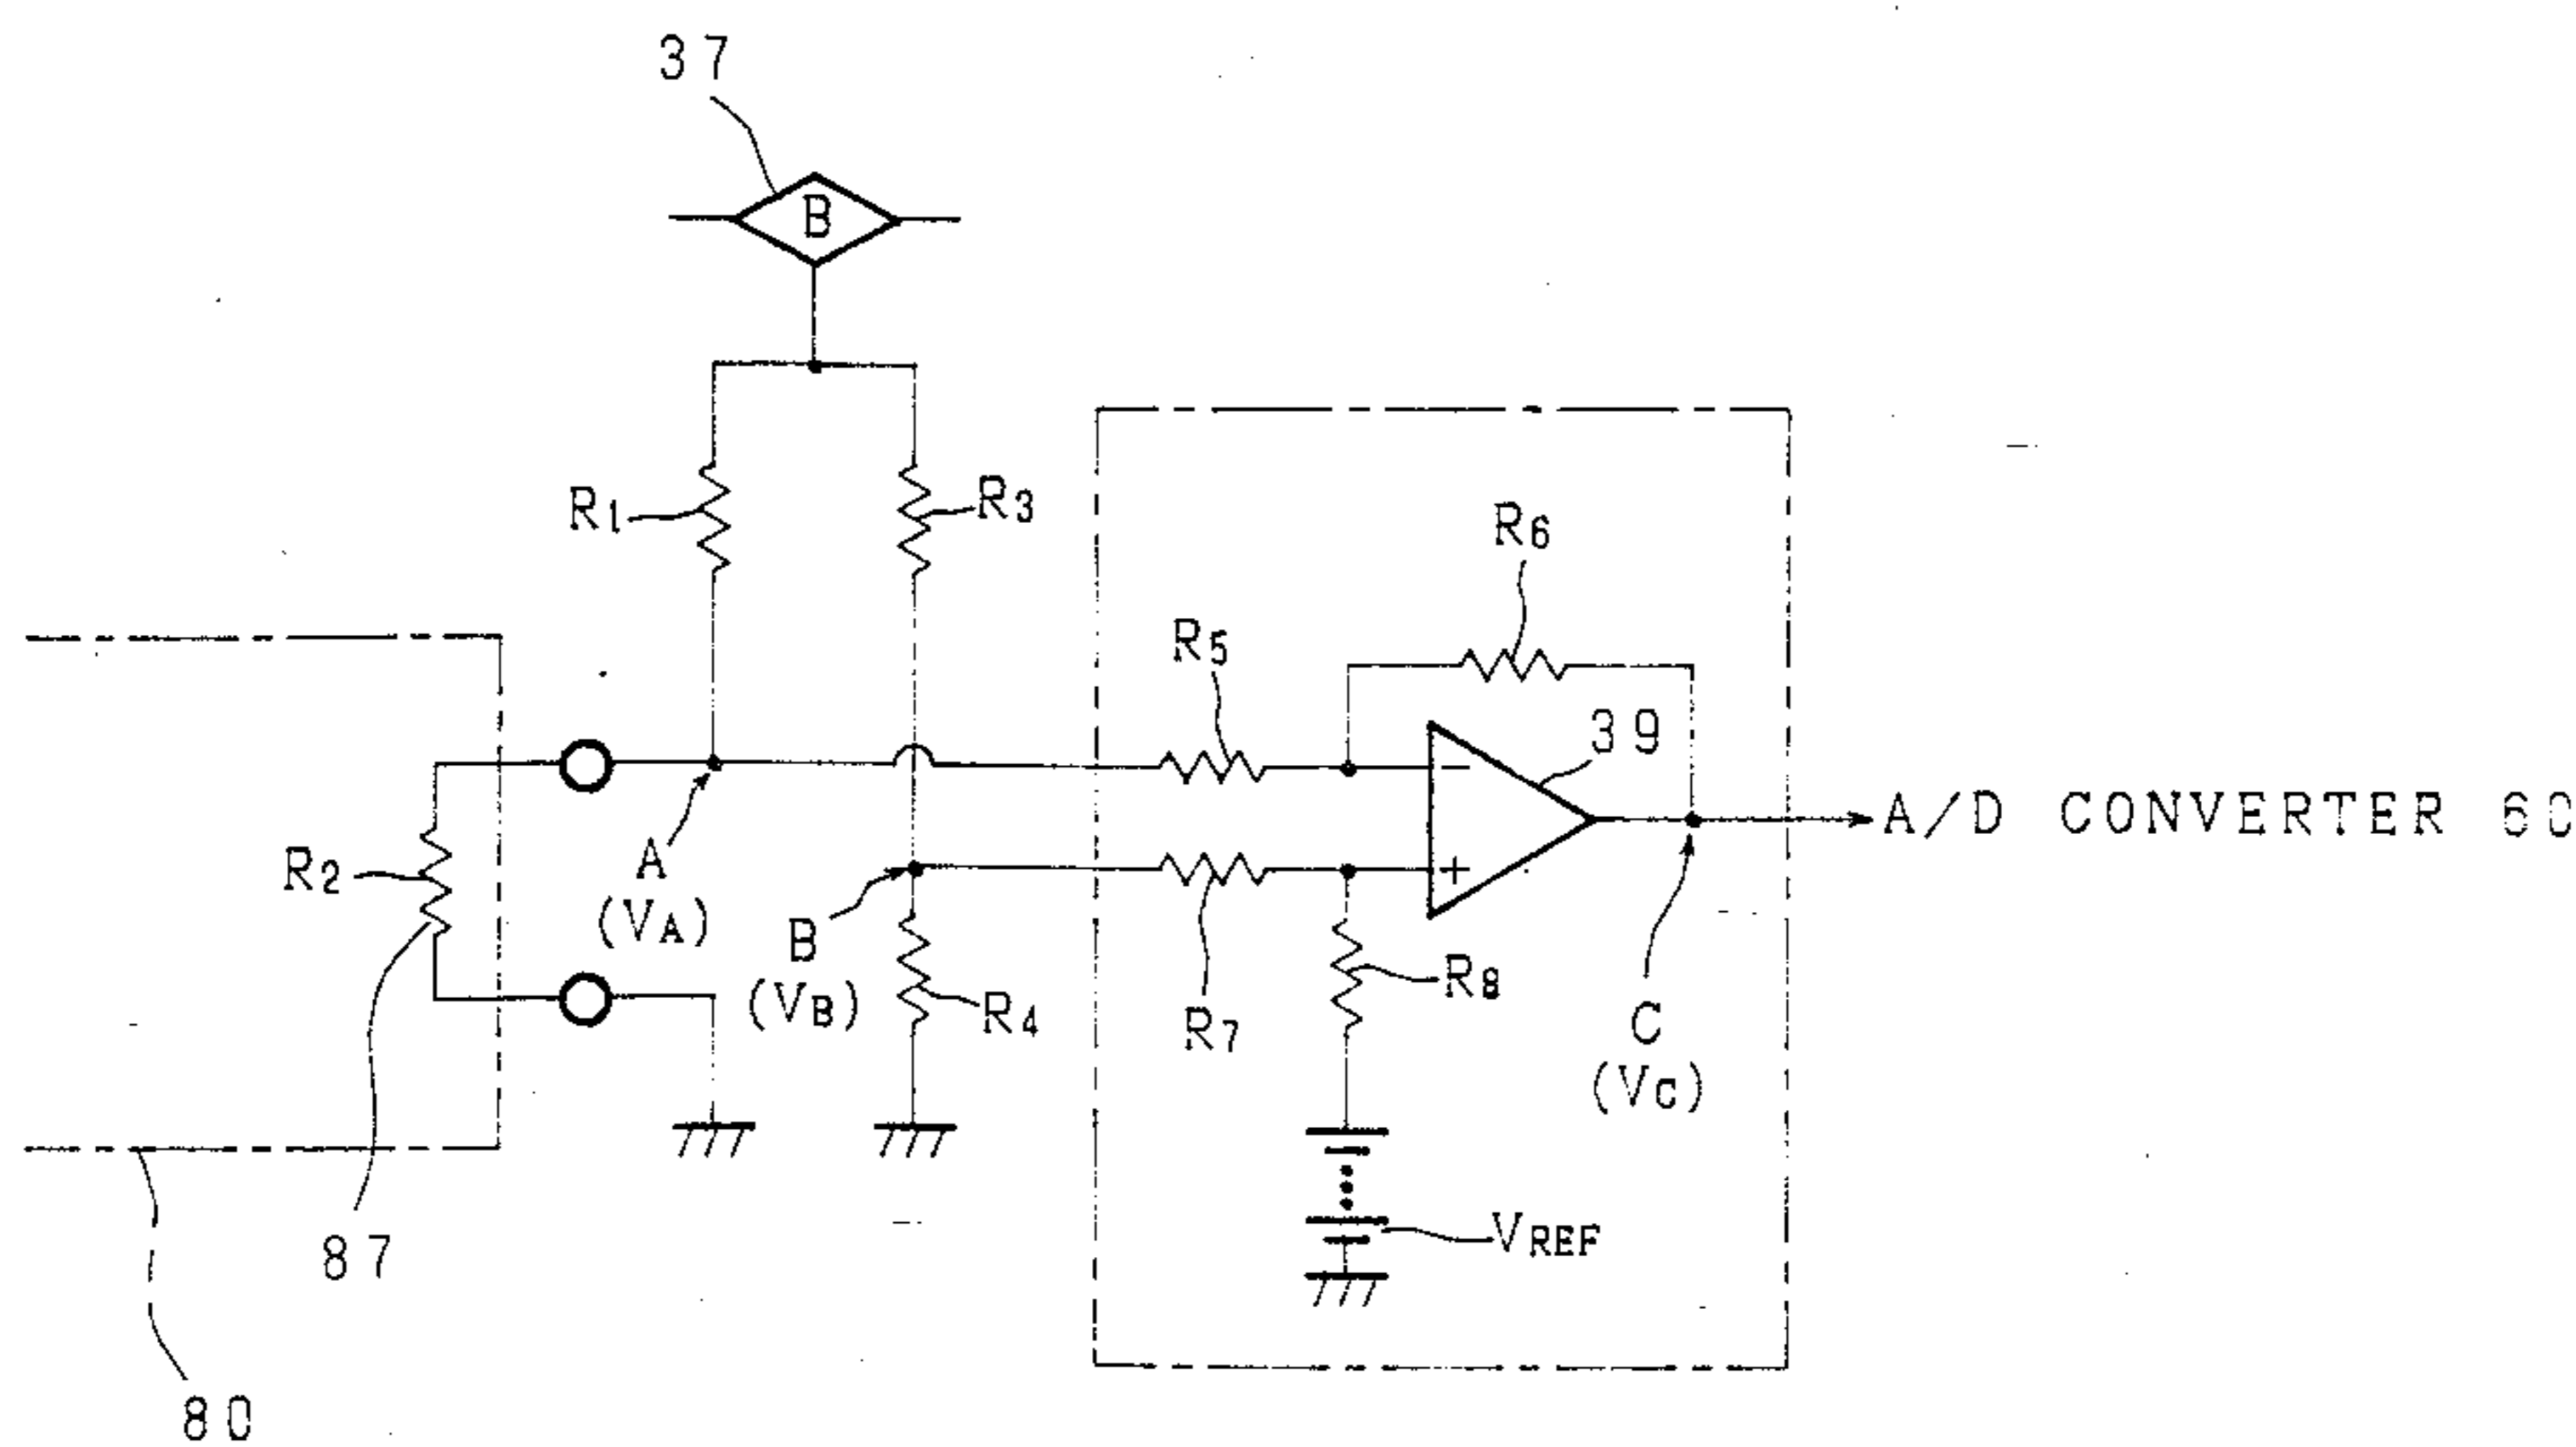 37
B
R1
R3
R6
R5
39
A/D CONVERTER 60
R2
A
(VA)
B
(VB)
R4
R7
R8
C
(VC)
VREF
87
80